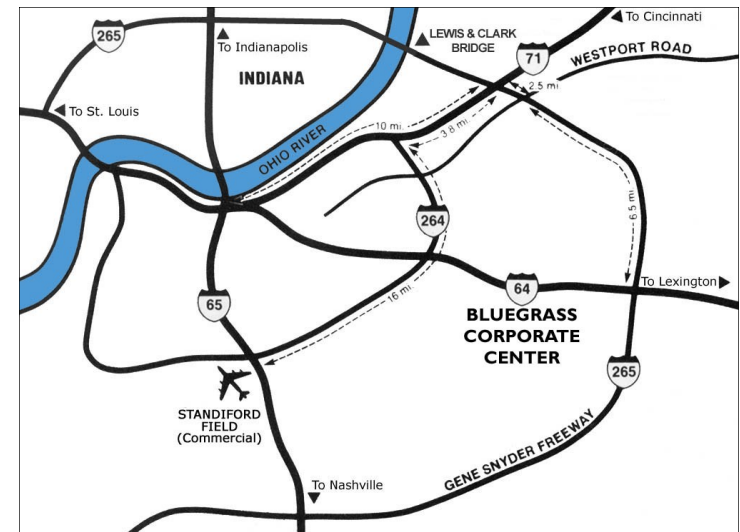 To Cincinnati
265
LEWIS & CLARK
BRIDGE
To Indianapolis
71
WESTPORT ROAD
INDIANA
2.5 mi.
To St. Louis
10 mi.
3.8 mi.
OHIO RIVER
6.5 mi.
264
To Lexington
64
16 mi.
65
BLUEGRASS
CORPORATE
CENTER
265
STANDIFORD
FIELD
(Commercial)
GENE SNYDER FREEWAY
To Nashville